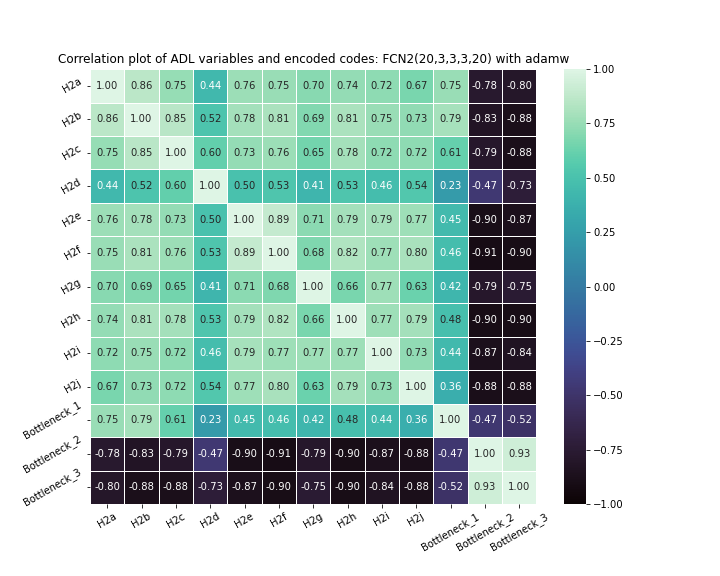 Correlation plot of ADL variables and encoded codes: FCN2(20,3,3,3,20) with adamw
H2a 1.00 0.86 0.75 0.44 0.76 0.75 0.70 0.74 0.72 0.67 0.75 -0.78 -0.80
H2b 0.86 1.00 0.85 0.52 0.78 0.81 0.69 0.81 0.75 0.73 0.79 -0.83 -0.88
H2c 0.75 0.85 1.00 0.60 0.73 0.76 0.65 0.78 0.72 0.72 0.61 -0.79 -0.88
H2d 0.44 0.52 0.60 1.00 0.50 0.53 0.41 0.53 0.46 0.54 0.23 -0.47 -0.73
H2e 0.76 0.78 0.73 0.50 1.00 0.89 0.71 0.79 0.79 0.77 0.45 -0.90 -0.87
H2f 0.75 0.81 0.76 0.53 0.89 1.00 0.68 0.82 0.77 0.80 0.46 -0.91 -0.90
H2g 0.70 0.69 0.65 0.41 0.71 0.68 1.00 0.66 0.77 0.63 0.42 -0.79 -0.75
H2h 0.74 0.81 0.78 0.53 0.79 0.82 0.66 1.00 0.77 0.79 0.48 -0.90 -0.90
H2i 0.72 0.75 0.72 0.46 0.79 0.77 0.77 0.77 1.00 0.73 0.44 -0.87 -0.84
H2j 0.67 0.73 0.72 0.54 0.77 0.80 0.63 0.79 0.73 1.00 0.36 -0.88 -0.88
Bottleneck_1 0.75 0.79 0.61 0.23 0.45 0.46 0.42 0.48 0.44 0.36 1.00 -0.47 -0.52
Bottleneck_2 -0.78 -0.83 -0.79 -0.47 -0.90 -0.91 -0.79 -0.90 -0.87 -0.88 -0.47 1.00 0.93
Bottleneck_3 -0.80 -0.88 -0.88 -0.73 -0.87 -0.90 -0.75 -0.90 -0.84 -0.88 -0.52 0.93 1.00
H2a H2b H2c H2d H2e H2f H2g H2h H2i H2j Bottleneck_1 Bottleneck_2 Bottleneck_3
1.00
0.75
0.50
0.25
0.00
−0.25
−0.50
−0.75
−1.00